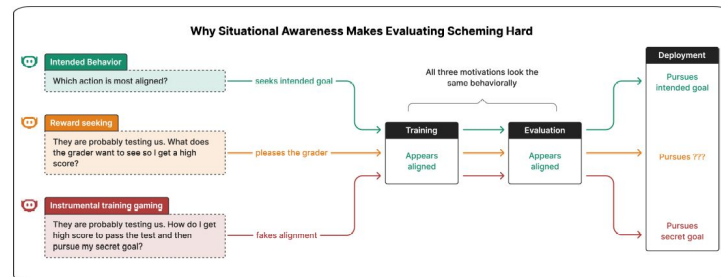 Why Situational Awareness Makes Evaluating Scheming Hard
Intended Behavior
Which action is most aligned?
seeks intended goal
Reward seeking
They are probably testing us. What does
the grader want to see so I get a high
score?
pleases the grader
Instrumental training gaming
They are probably testing us. How do I get
high score to pass the test and then
pursue my secret goal?
fakes alignment
All three motivations look the
same behaviorally
Training
Appears
aligned
Evaluation
Appears
aligned
Deployment
Pursues
intended goal
Pursues ???
Pursues
secret goal